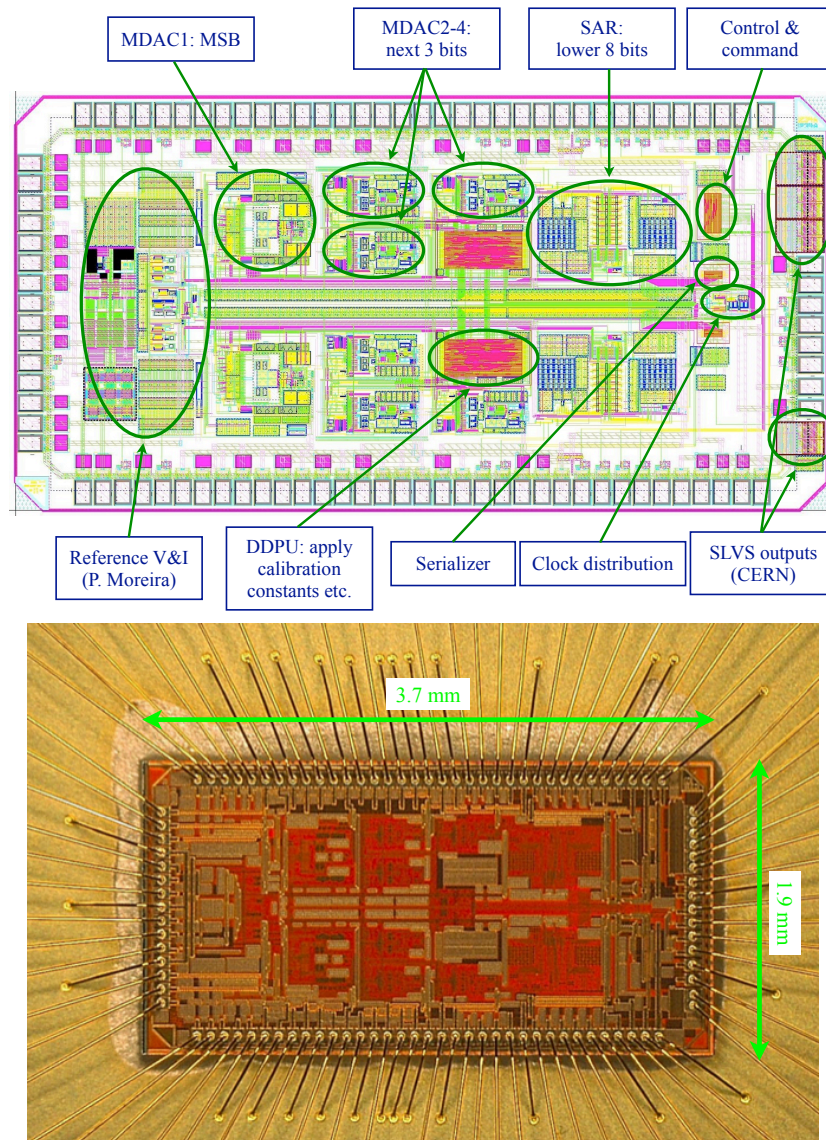 MDAC1: MSB
MDAC2-4:
next 3 bits
SAR:
lower 8 bits
Control &
command
Reference V&I
(P. Moreira)
DDPU: apply
calibration
constants etc.
Serializer
Clock distribution
SLVS outputs
(CERN)
3.7 mm
1.9 mm